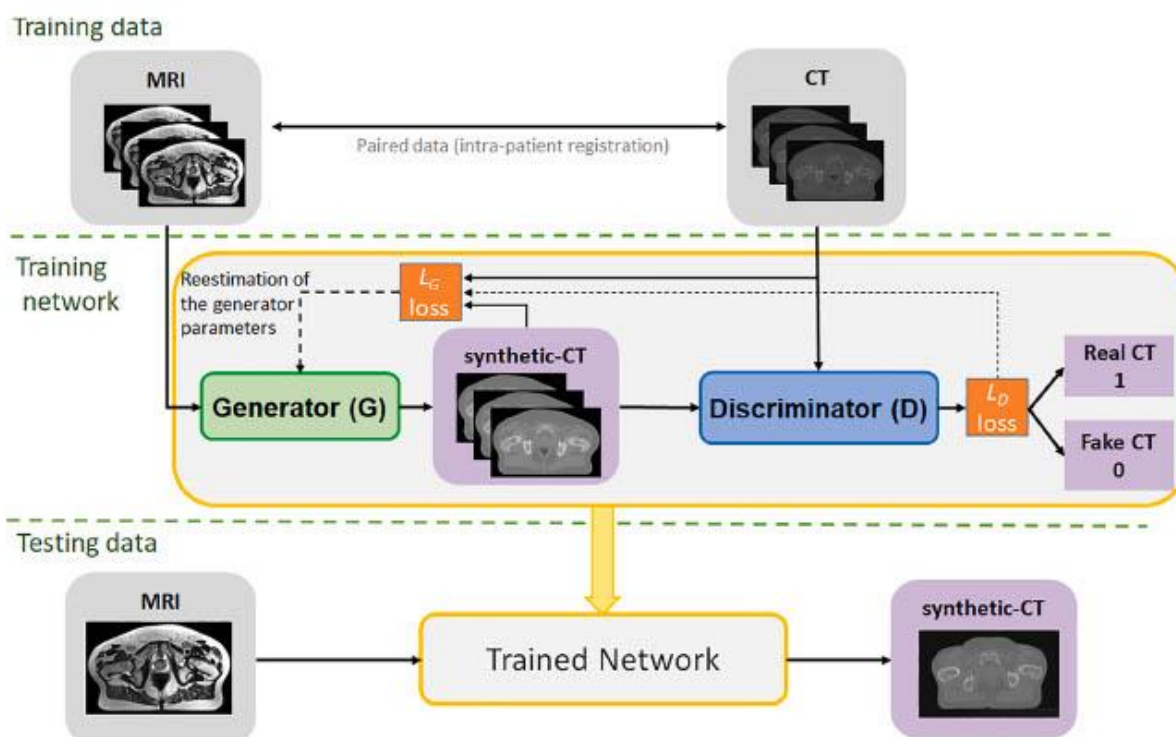 Training data
MRI
CT
Paired data (intra-patient registration)
Training
network
Reestimation of
the generator
parameters
L_G
loss
synthetic-CT
Generator (G)
Discriminator (D)
L_D
loss
Real CT
1
Fake CT
0
Testing data
MRI
Trained Network
synthetic-CT